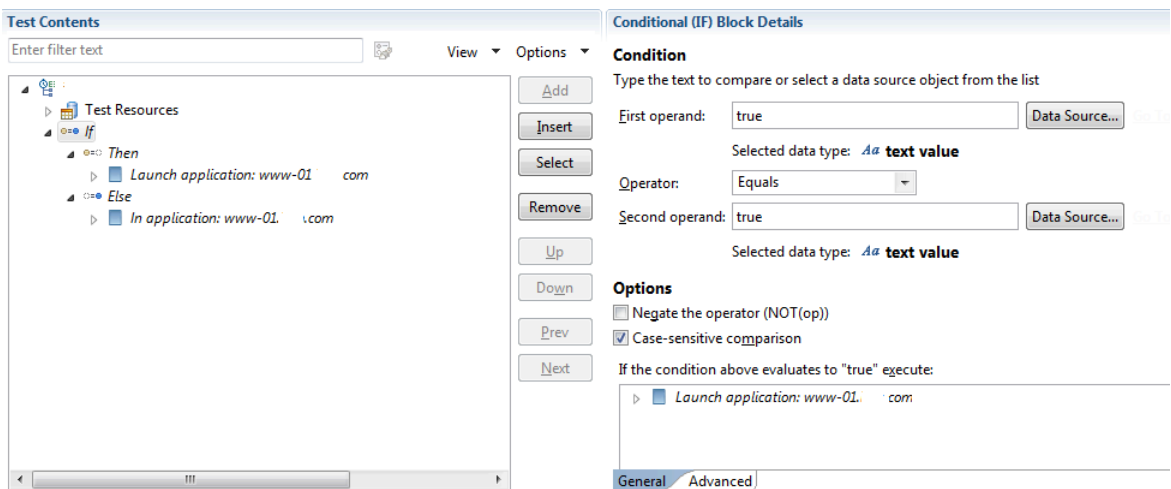 Test Contents
Enter filter text
View
Options
Test Resources
If
Then
Launch application: www-01 com
Else
In application: www-01. .com
Add
Insert
Select
Remove
Up
Down
Prev
Next
Conditional (IF) Block Details
Condition
Type the text to compare or select a data source object from the list
First operand: true Data Source...
Selected data type: Aa text value
Operator: Equals
Second operand: true Data Source...
Selected data type: Aa text value
Options
Negate the operator (NOT(op))
Case-sensitive comparison
If the condition above evaluates to "true" execute:
Launch application: www-01. com
General Advanced